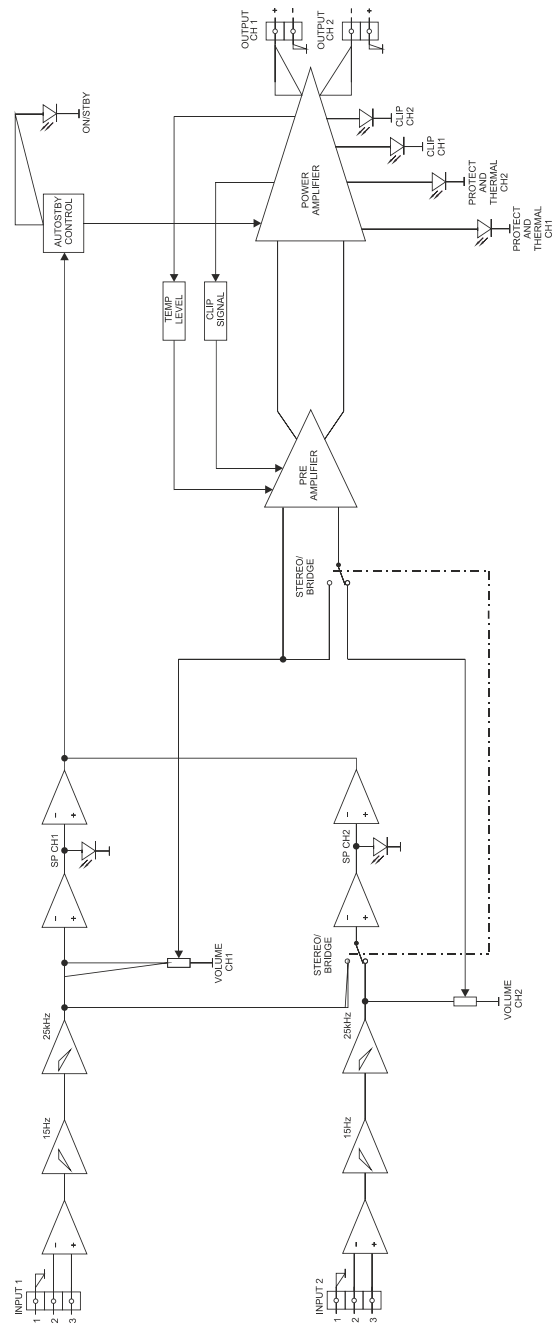 INPUT 1
1
2
3
-
+
15Hz
25kHz
VOLUME
CH1
-
+
SP CH1
-
+
AUTOSTBY
CONTROL
ON/STBY
INPUT 2
1
2
3
-
+
15Hz
25kHz
VOLUME
CH2
STEREO/
BRIDGE
-
+
SP CH2
-
+
STEREO/
BRIDGE
PRE
AMPLIFIER
TEMP
LEVEL
CLIP
SIGNAL
POWER
AMPLIFIER
PROTECT
AND
THERMAL
CH1
PROTECT
AND
THERMAL
CH2
CLIP
CH1
CLIP
CH2
OUTPUT
CH 1
+
-
OUTPUT
CH 2
-
+